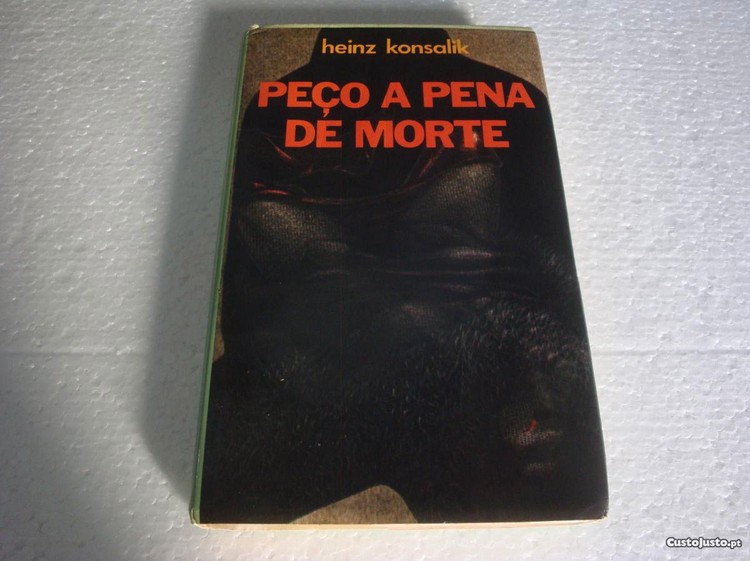 heinz konsalik
PEÇO A PENA
DE MORTE
CustoJusto.pt